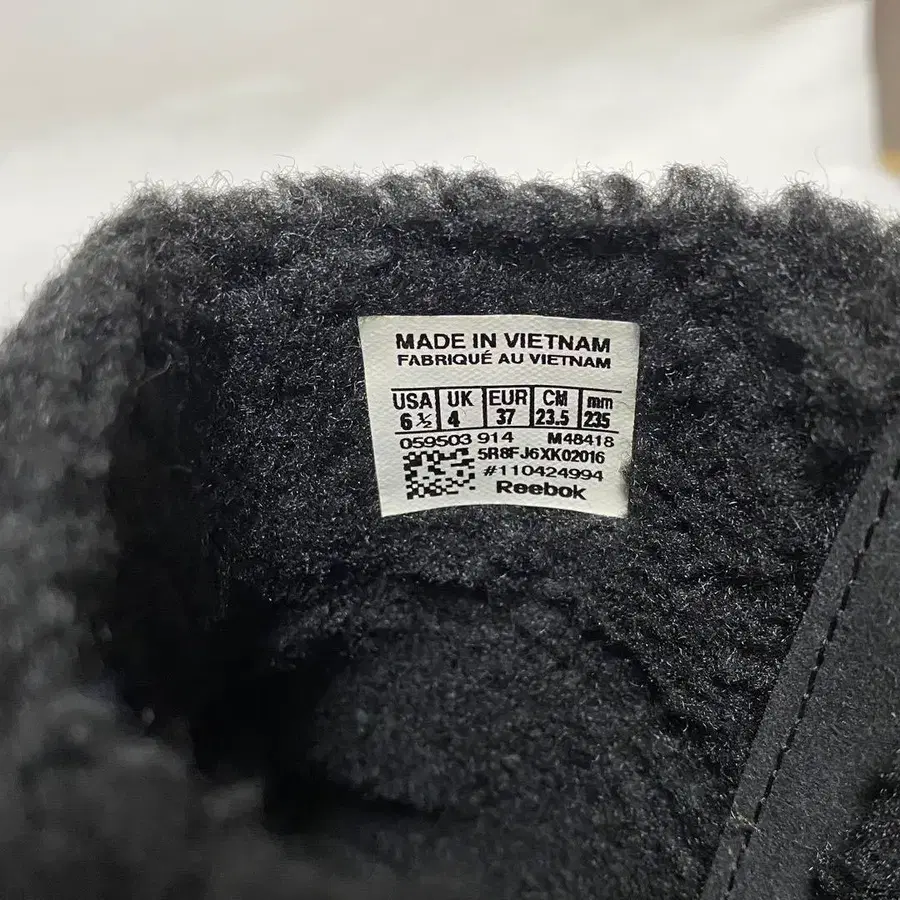 MADE IN VIETNAM
FABRIQUÉ AU VIETNAM
USA UK EUR CM mm
6 ½ 4 37 23.5 235
059503 914 M48418
5R8FJ6XK02016
#110424994
Reebok